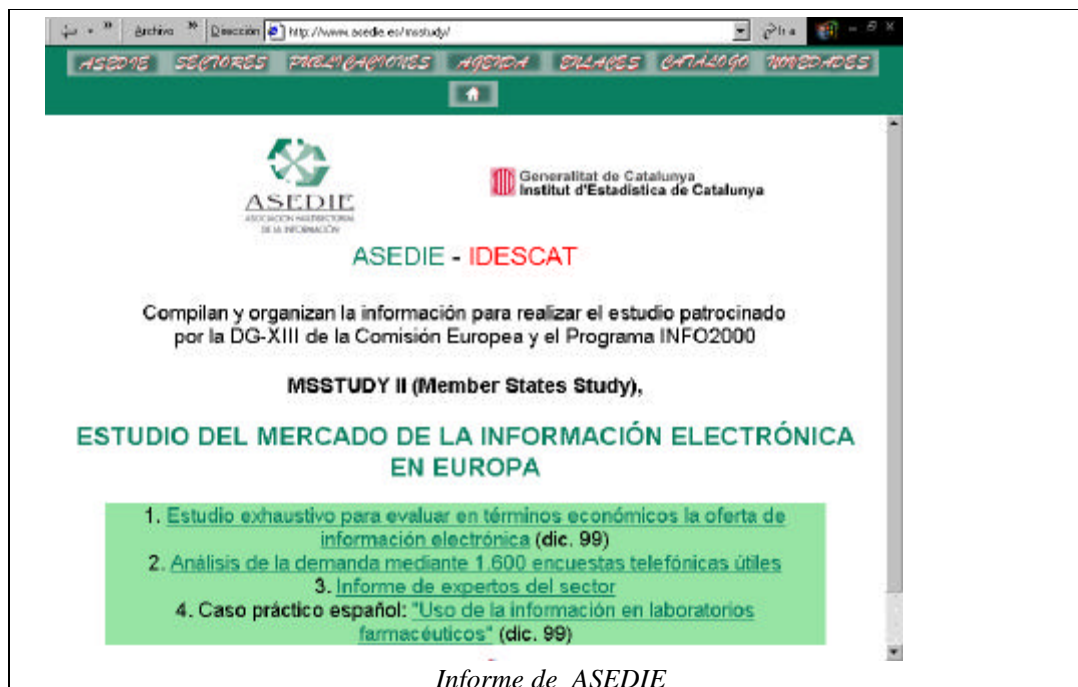 Archivo Dirección http://www.asedie.es/msstudy/ Ir a
ASEDIE SECTORES PUBLICACIONES AGENDA ENLACES CATÁLOGO NOVEDADES
ASEDIE
ASOCIACIÓN MULTISECTORIAL
DE LA INFORMACIÓN
Generalitat de Catalunya
Institut d'Estadística de Catalunya
ASEDIE - IDESCAT
Compilan y organizan la información para realizar el estudio patrocinado
por la DG-XIII de la Comisión Europea y el Programa INFO2000
MSSTUDY II (Member States Study),
ESTUDIO DEL MERCADO DE LA INFORMACIÓN ELECTRÓNICA
EN EUROPA
1. Estudio exhaustivo para evaluar en términos económicos la oferta de
información electrónica (dic. 99)
2. Análisis de la demanda mediante 1.600 encuestas telefónicas útiles
3. Informe de expertos del sector
4. Caso práctico español: "Uso de la información en laboratorios
farmacéuticos" (dic. 99)
Informe de ASEDIE